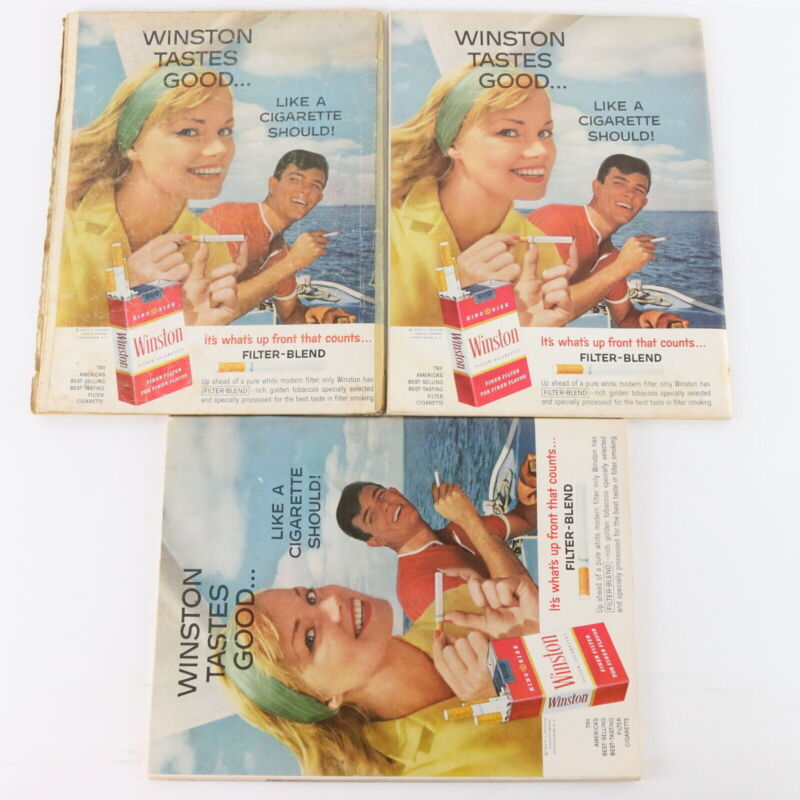 WINSTON
TASTES
GOOD...
LIKE A
CIGARETTE
SHOULD!
KING SIZE
Winston
Winston
FILTER CIGARETTES
FINER FILTER
FOR FINER FLAVOR
it's what's up front that counts...
FILTER-BLEND
TRY
AMERICA'S
BEST-SELLING
BEST-TASTING
FILTER
CIGARETTE
Up ahead of a pure white modern filter only Winston has
FILTER-BLEND - rich, golden tobaccos specially selected
and specially processed for the best taste in filter smoking
WINSTON
TASTES
GOOD...
LIKE A
CIGARETTE
SHOULD!
KING SIZE
Winston
Winston
FILTER CIGARETTES
FINER FILTER
FOR FINER FLAVOR
It's what's up front that counts...
FILTER-BLEND
TRY
AMERICA'S
BEST-SELLING
BEST-TASTING
FILTER
CIGARETTE
Up ahead of a pure white modern filter only Winston has
FILTER-BLEND - rich, golden tobaccos specially selected
and specially processed for the best taste in filter smoking
WINSTON
TASTES
GOOD...
LIKE A
CIGARETTE
SHOULD!
KING SIZE
Winston
Winston
FILTER CIGARETTES
FINER FILTER
FOR FINER FLAVOR
It's what's up front that counts...
FILTER-BLEND
TRY
AMERICA'S
BEST-SELLING
BEST-TASTING
FILTER
CIGARETTE
Up ahead of a pure white modern filter only Winston has
FILTER-BLEND - rich, golden tobaccos specially selected
and specially processed for the best taste in filter smoking